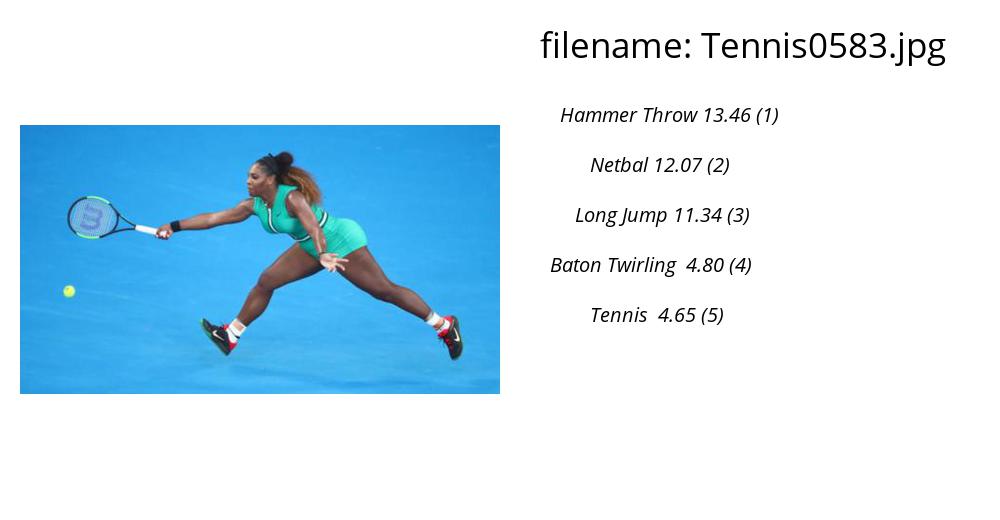 filename: Tennis0583.jpg
Hammer Throw 13.46 (1)
Netbal 12.07 (2)
Long Jump 11.34 (3)
Baton Twirling 4.80 (4)
Tennis 4.65 (5)